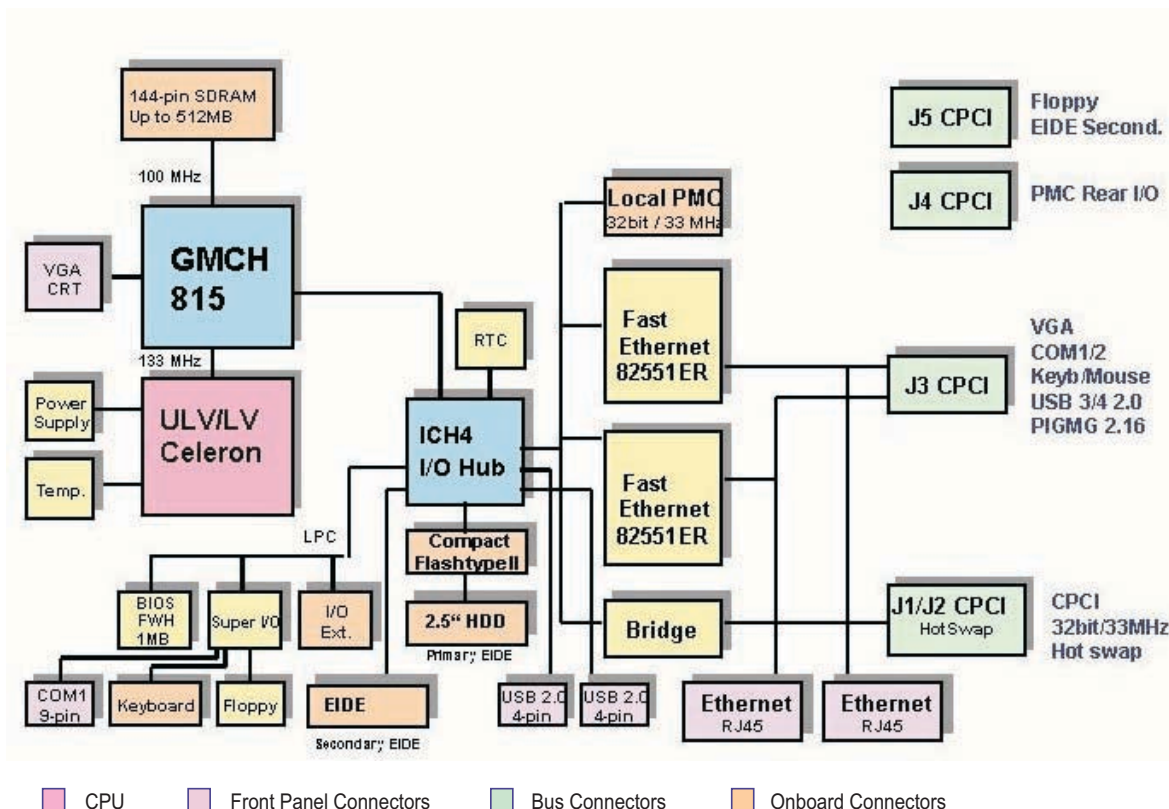 144-pin SDRAM
Up to 512MB
100 MHz
GMCH
815
VGA
CRT
133 MHz
Power
Supply
Temp.
ULV/LV
Celeron
RTC
ICH4
I/O Hub
LPC
Compact
FlashtypeII
2.5“ HDD
Primary EIDE
BIOS
FWH
1MB
Super I/O
I/O
Ext.
COM1
9-pin
Keyboard
Floppy
EIDE
Secondary EIDE
USB 2.0
4-pin
USB 2.0
4-pin
Local PMC
32bit / 33 MHz
Fast
Ethernet
82551ER
Fast
Ethernet
82551ER
Bridge
Ethernet
RJ45
Ethernet
RJ45
J5 CPCI
Floppy
EIDE Second.
J4 CPCI
PMC Rear I/O
J3 CPCI
VGA
COM1/2
Keyb/Mouse
USB 3/4 2.0
PIGMG 2.16
J1/J2 CPCI
HotSwap
CPCI
32bit/33MHz
Hot swap
CPU
Front Panel Connectors
Bus Connectors
Onboard Connectors